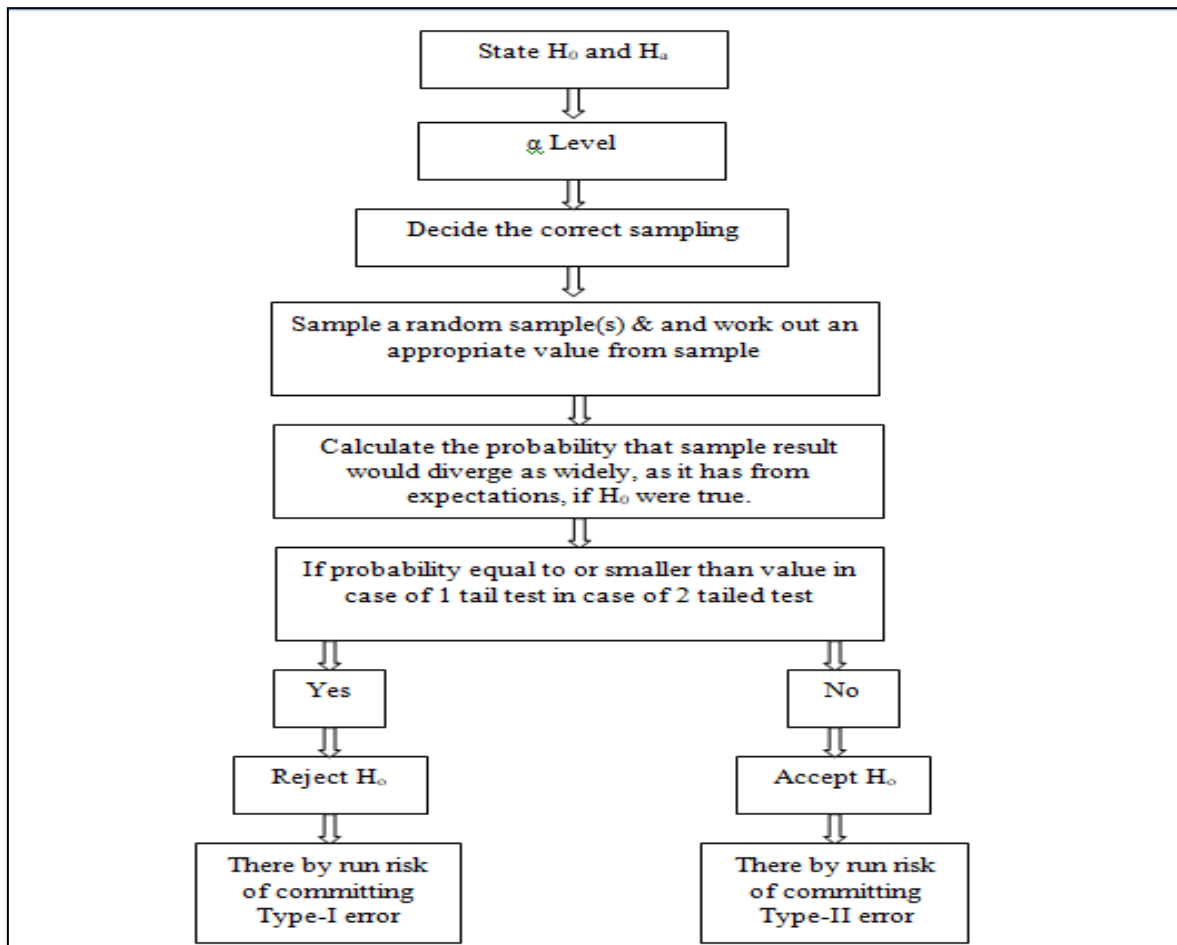 State H₀ and Hₐ
α Level
Decide the correct sampling
Sample a random sample(s) & and work out an
appropriate value from sample
Calculate the probability that sample result
would diverge as widely, as it has from
expectations, if H₀ were true.
If probability equal to or smaller than value in
case of 1 tail test in case of 2 tailed test
Yes
No
Reject Hₒ
Accept Hₒ
There by run risk
of committing
Type-I error
There by run risk
of committing
Type-II error